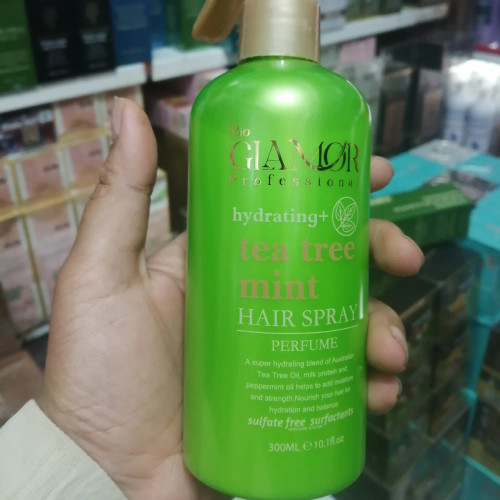 Bio
GLAMOR
Professional
hydrating+
tea tree
mint
HAIR SPRAY
PERFUME
A super hydrating blend of Australian
Tea Tree Oil, milk protein and
peppermint oil helps to add moisture
and strength.Nourish your hair for
hydration and balance
sulfate free surfactants
300ML ℮ 10.1fl.oz